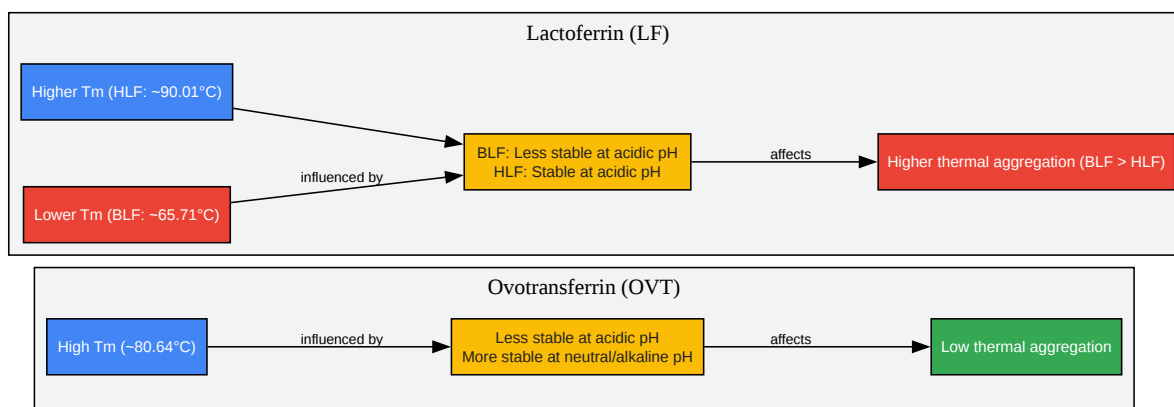 Lactoferrin (LF)
Higher Tm (HLF: ~90.01°C)
BLF: Less stable at acidic pH
HLF: Stable at acidic pH
affects
Higher thermal aggregation (BLF > HLF)
influenced by
Lower Tm (BLF: ~65.71°C)
Ovotransferrin (OVT)
High Tm (~80.64°C)
influenced by
Less stable at acidic pH
More stable at neutral/alkaline pH
affects
Low thermal aggregation